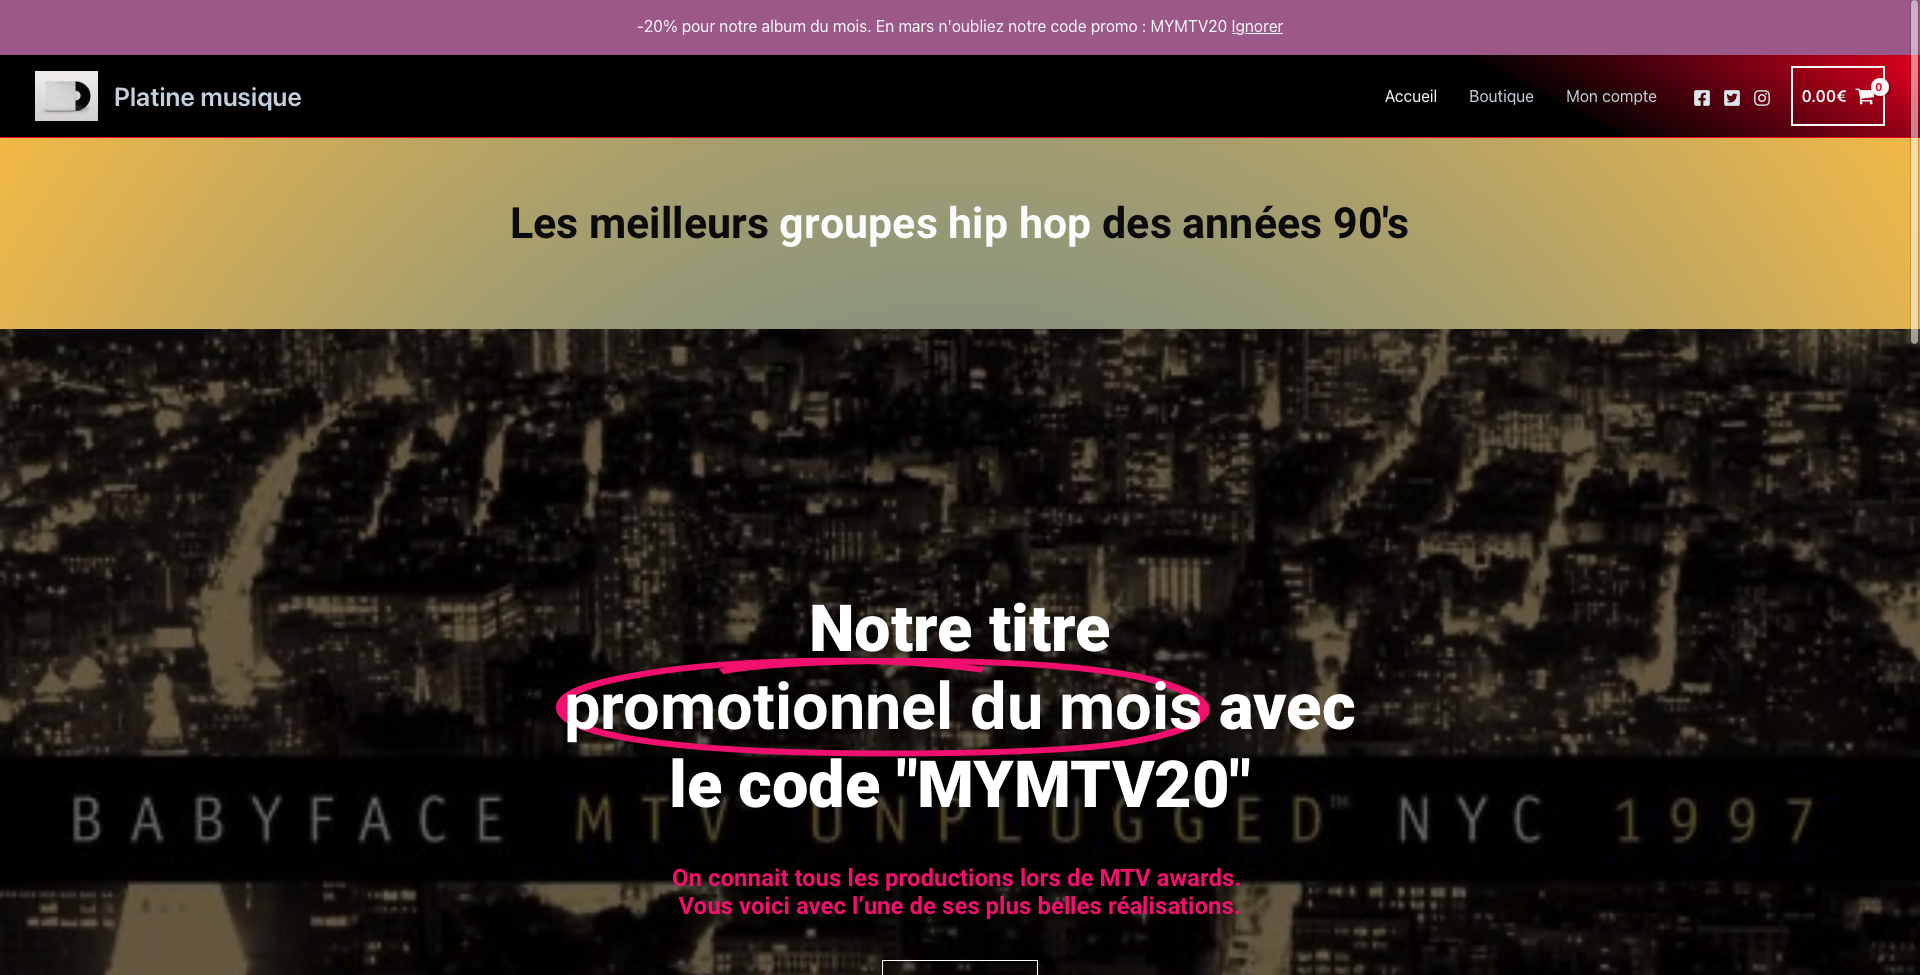 -20% pour notre album du mois. En mars n'oubliez notre code promo : MYMTV20 Ignorer
Platine musique
Accueil
Boutique
Mon compte
0.00€
0
Les meilleurs groupes hip hop des années 90's
Notre titre
promotionnel du mois avec
le code "MYMTV20"
BABYFACE MTV UNPLUGGED™ NYC 1997
On connait tous les productions lors de MTV awards.
Vous voici avec l’une de ses plus belles réalisations.